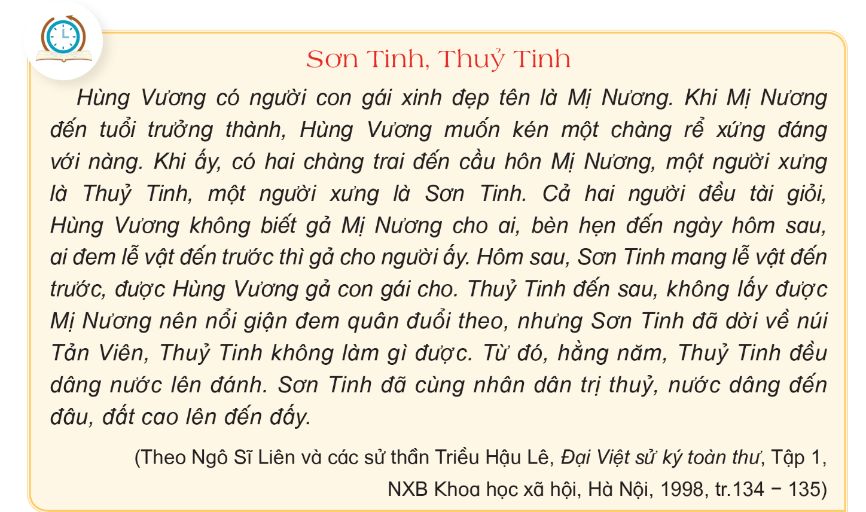 Sơn Tinh, Thuỷ Tinh
Hùng Vương có người con gái xinh đẹp tên là Mị Nương. Khi Mị Nương
đến tuổi trưởng thành, Hùng Vương muốn kén một chàng rể xứng đáng
với nàng. Khi ấy, có hai chàng trai đến cầu hôn Mị Nương, một người xưng
là Thuỷ Tinh, một người xưng là Sơn Tinh. Cả hai người đều tài giỏi,
Hùng Vương không biết gả Mị Nương cho ai, bèn hẹn đến ngày hôm sau,
ai đem lễ vật đến trước thì gả cho người ấy. Hôm sau, Sơn Tinh mang lễ vật đến
trước, được Hùng Vương gả con gái cho. Thuỷ Tinh đến sau, không lấy được
Mị Nương nên nổi giận đem quân đuổi theo, nhưng Sơn Tinh đã dời về núi
Tản Viên, Thuỷ Tinh không làm gì được. Từ đó, hằng năm, Thuỷ Tinh đều
dâng nước lên đánh. Sơn Tinh đã cùng nhân dân trị thuỷ, nước dâng đến
đâu, đất cao lên đến đấy.
(Theo Ngô Sĩ Liên và các sử thần Triều Hậu Lê, Đại Việt sử ký toàn thư, Tập 1,
NXB Khoa học xã hội, Hà Nội, 1998, tr.134 – 135)